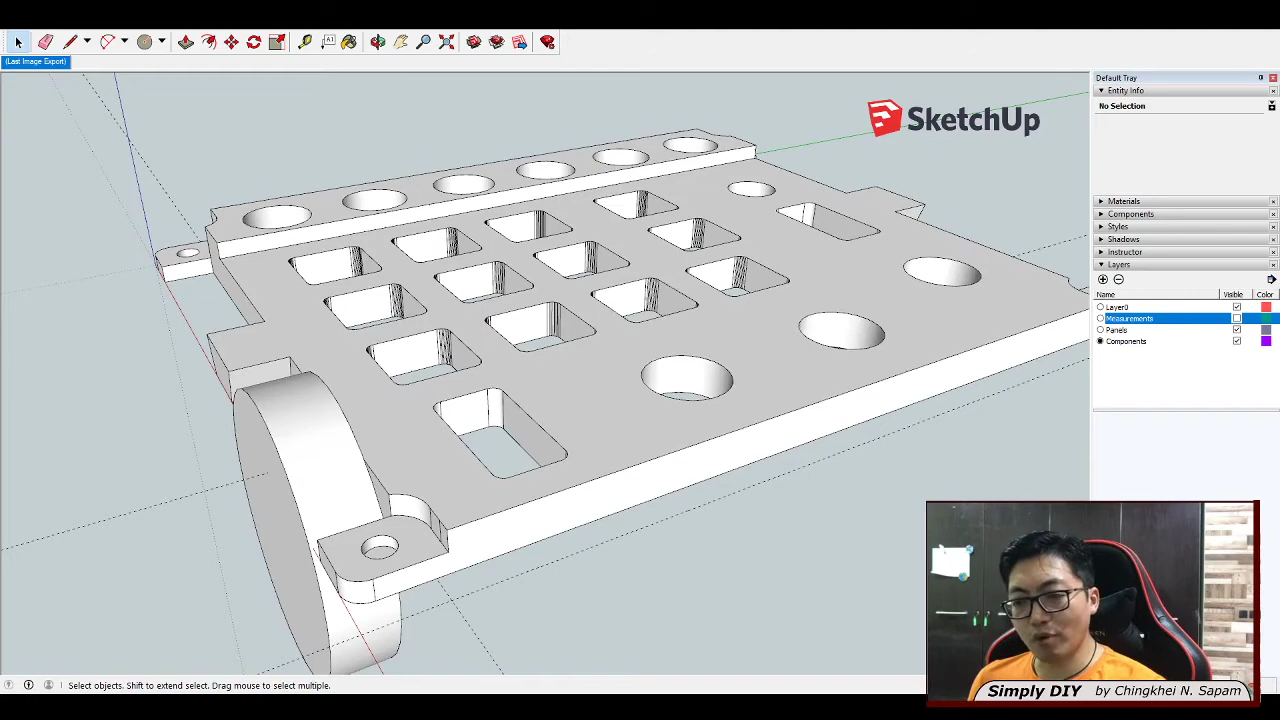 A1
(Last Image Export)
Default Tray
Entity Info
No Selection
SketchUp
Materials
Components
Styles
Shadows
Instructor
Layers
Name
Visible
Color
Layer0
Measurements
Panels
Components
Select objects. Shift to extend select. Drag mouse to select multiple.
Simply DIY by Chingkhei N. Sapam